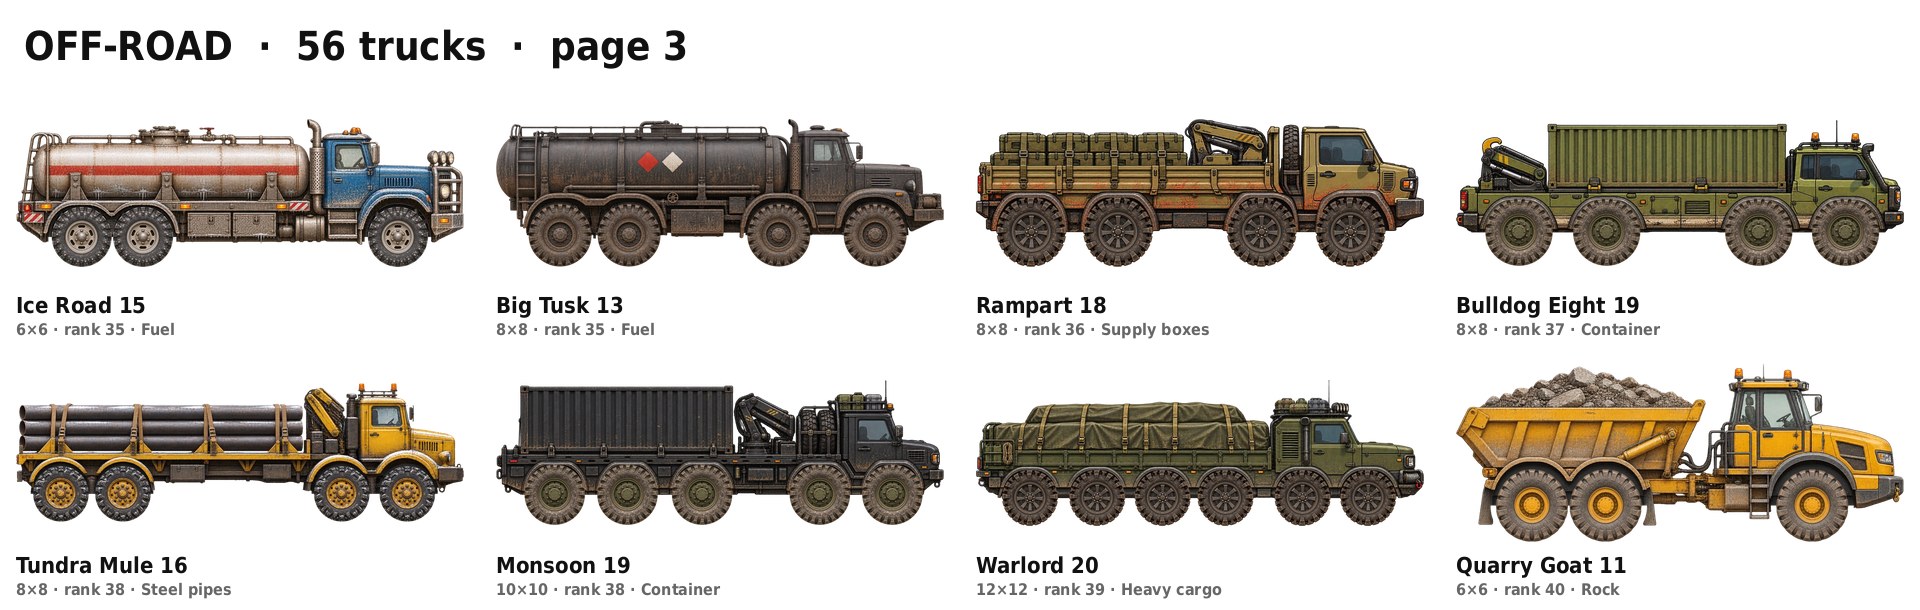 OFF-ROAD · 56 trucks · page 3
Ice Road 15
6×6 · rank 35 · Fuel
Big Tusk 13
8×8 · rank 35 · Fuel
Rampart 18
8×8 · rank 36 · Supply boxes
Bulldog Eight 19
8×8 · rank 37 · Container
Tundra Mule 16
8×8 · rank 38 · Steel pipes
Monsoon 19
10×10 · rank 38 · Container
Warlord 20
12×12 · rank 39 · Heavy cargo
Quarry Goat 11
6×6 · rank 40 · Rock